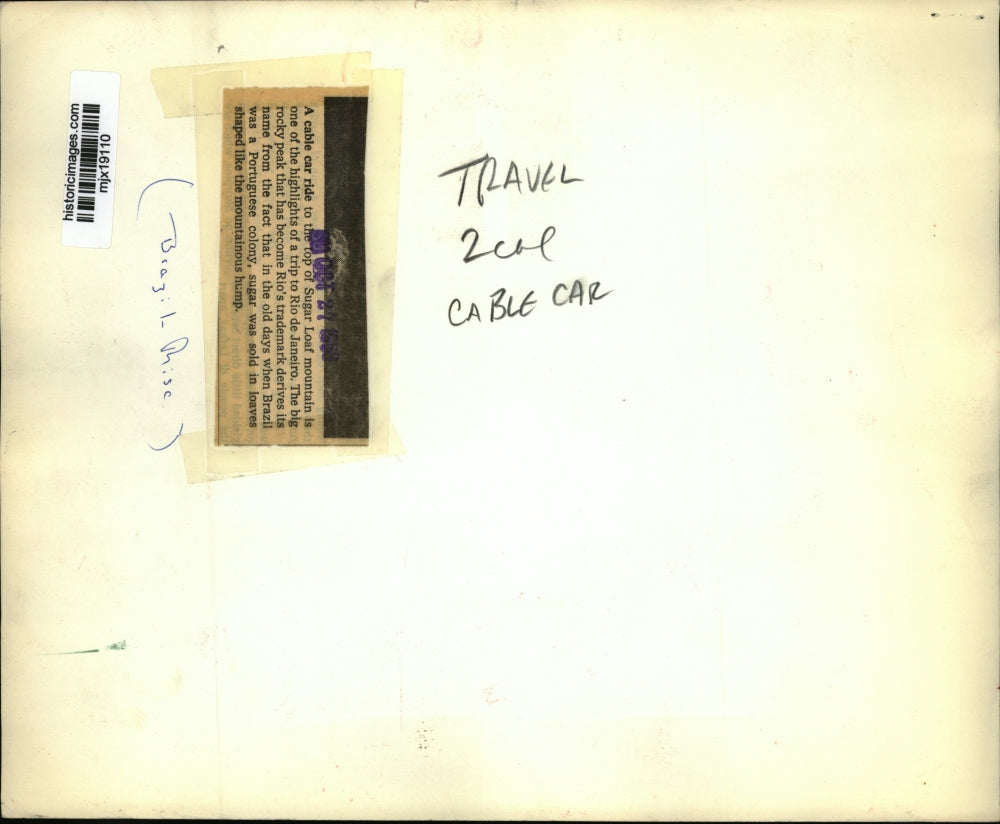 historicimages.com
mjx19110
(Brazil - Misc)
A cable car ride to the top of Sugar Loaf mountain is
one of the highlights of a trip to Rio de Janeiro. The big
rocky peak that has become Rio's trademark derives its
name from the fact that in the old days when Brazil
was a Portuguese colony, sugar was sold in loaves
shaped like the mountainous hump.
TRAVEL
2 col
CABLE CAR